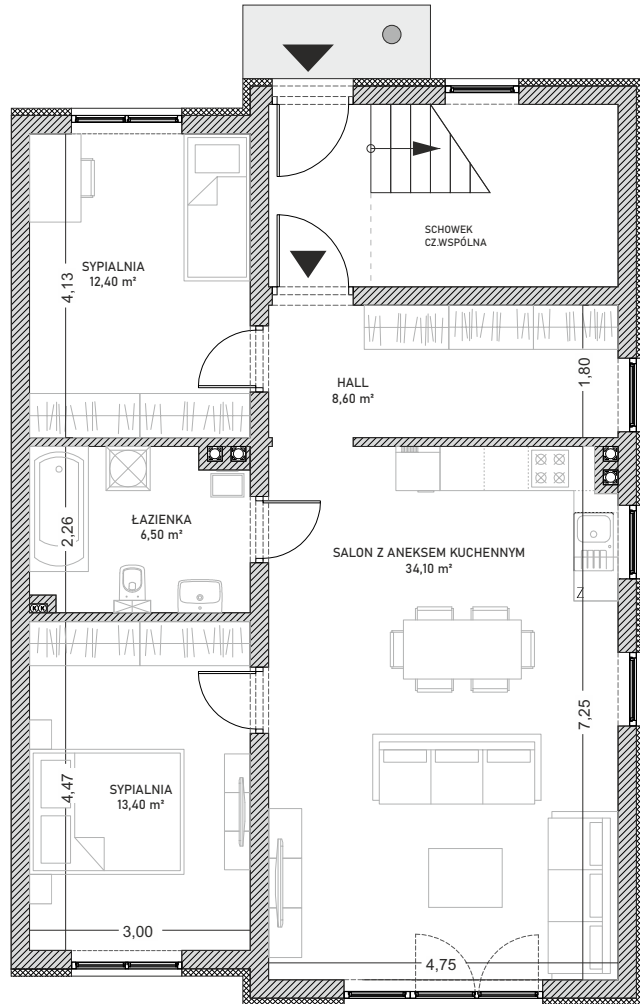 SCHOWEK
CZ.WSPÓLNA
SYPIALNIA
12,40 m²
4,13
HALL
8,60 m²
1,80
ŁAZIENKA
6,50 m²
2,26
SALON Z ANEKSEM KUCHENNYM
34,10 m²
Z
7,25
SYPIALNIA
13,40 m²
4,47
3,00
4,75